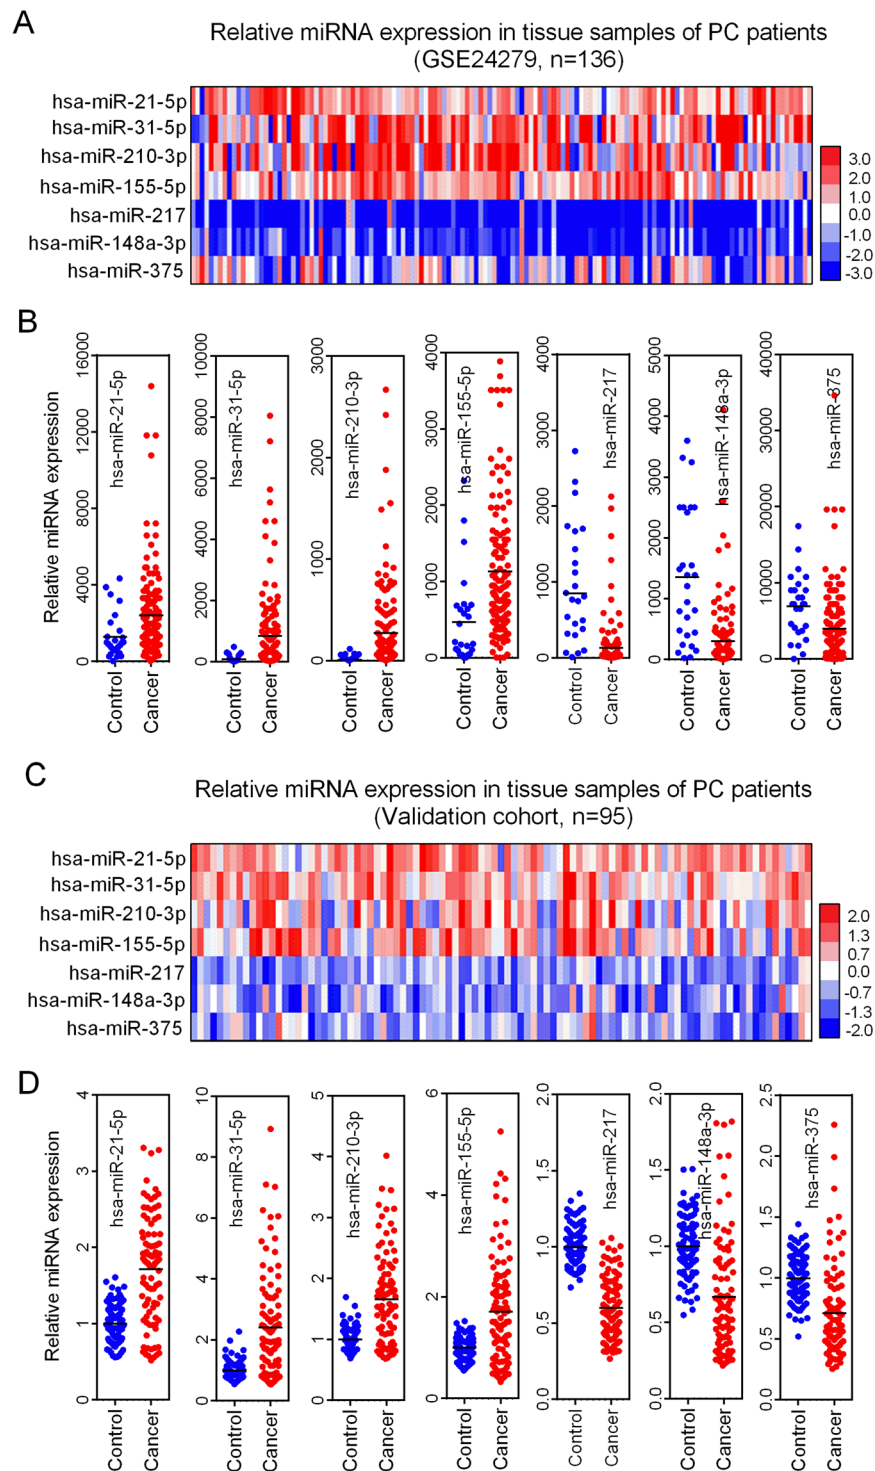 A
Relative miRNA expression in tissue samples of PC patients
(GSE24279, n=136)
hsa-miR-21-5p
hsa-miR-31-5p
hsa-miR-210-3p
hsa-miR-155-5p
hsa-miR-217
hsa-miR-148a-3p
hsa-miR-375
3.0
2.0
1.0
0.0
-1.0
-2.0
-3.0
B
Relative miRNA expression
0
4000
8000
12000
16000
hsa-miR-21-5p
Control
Cancer
0
2000
4000
6000
8000
10000
hsa-miR-31-5p
Control
Cancer
0
1000
2000
3000
hsa-miR-210-3p
Control
Cancer
0
1000
2000
3000
4000
hsa-miR-155-5p
Control
Cancer
0
1000
2000
3000
4000
hsa-miR-217
Control
Cancer
0
1000
2000
3000
4000
5000
hsa-miR-148a-3p
Control
Cancer
0
10000
20000
30000
40000
hsa-miR-375
Control
Cancer
C
Relative miRNA expression in tissue samples of PC patients
(Validation cohort, n=95)
hsa-miR-21-5p
hsa-miR-31-5p
hsa-miR-210-3p
hsa-miR-155-5p
hsa-miR-217
hsa-miR-148a-3p
hsa-miR-375
2.0
1.3
0.7
0.0
-0.7
-1.3
-2.0
D
Relative miRNA expression
0
1
2
3
4
hsa-miR-21-5p
Control
Cancer
0
2
4
6
8
10
hsa-miR-31-5p
Control
Cancer
0
1
2
3
4
5
hsa-miR-210-3p
Control
Cancer
0
2
4
6
hsa-miR-155-5p
Control
Cancer
0.0
0.5
1.0
1.5
2.0
hsa-miR-217
Control
Cancer
0.0
0.5
1.0
1.5
2.0
hsa-miR-148a-3p
Control
Cancer
0.0
0.5
1.0
1.5
2.0
2.5
hsa-miR-375
Control
Cancer